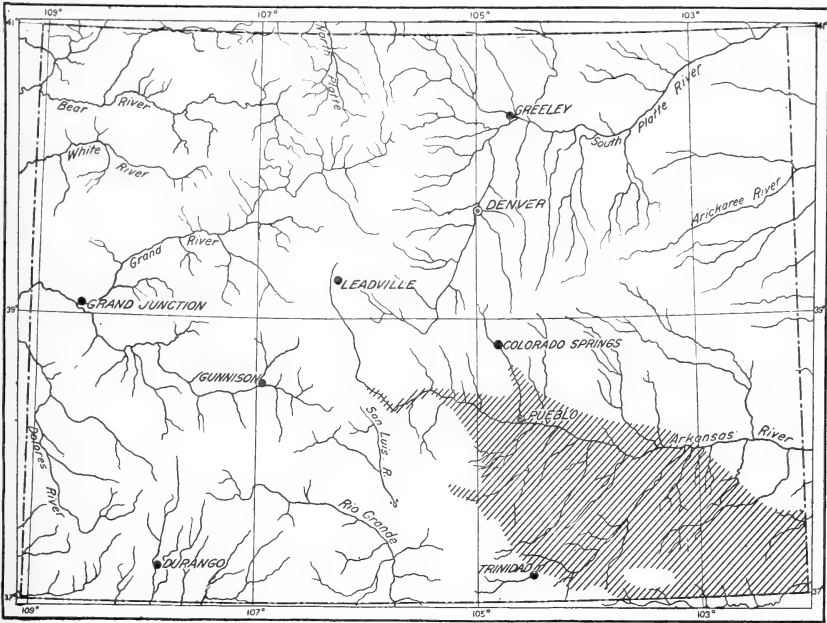 109°
107°
105°
103°
41°
41
North Platte
Bear River
GREELEY
South Platte River
White River
DENVER
Arickaree River
Grand River
LEADVILLE
GRAND JUNCTION
39
39
COLORADO SPRINGS
GUNNISON
PUEBLO
San Luis R.
Arkansas River
Dolores River
Rio Grande
DURANGO
TRINIDAD
37
37
109°
107°
105°
103°